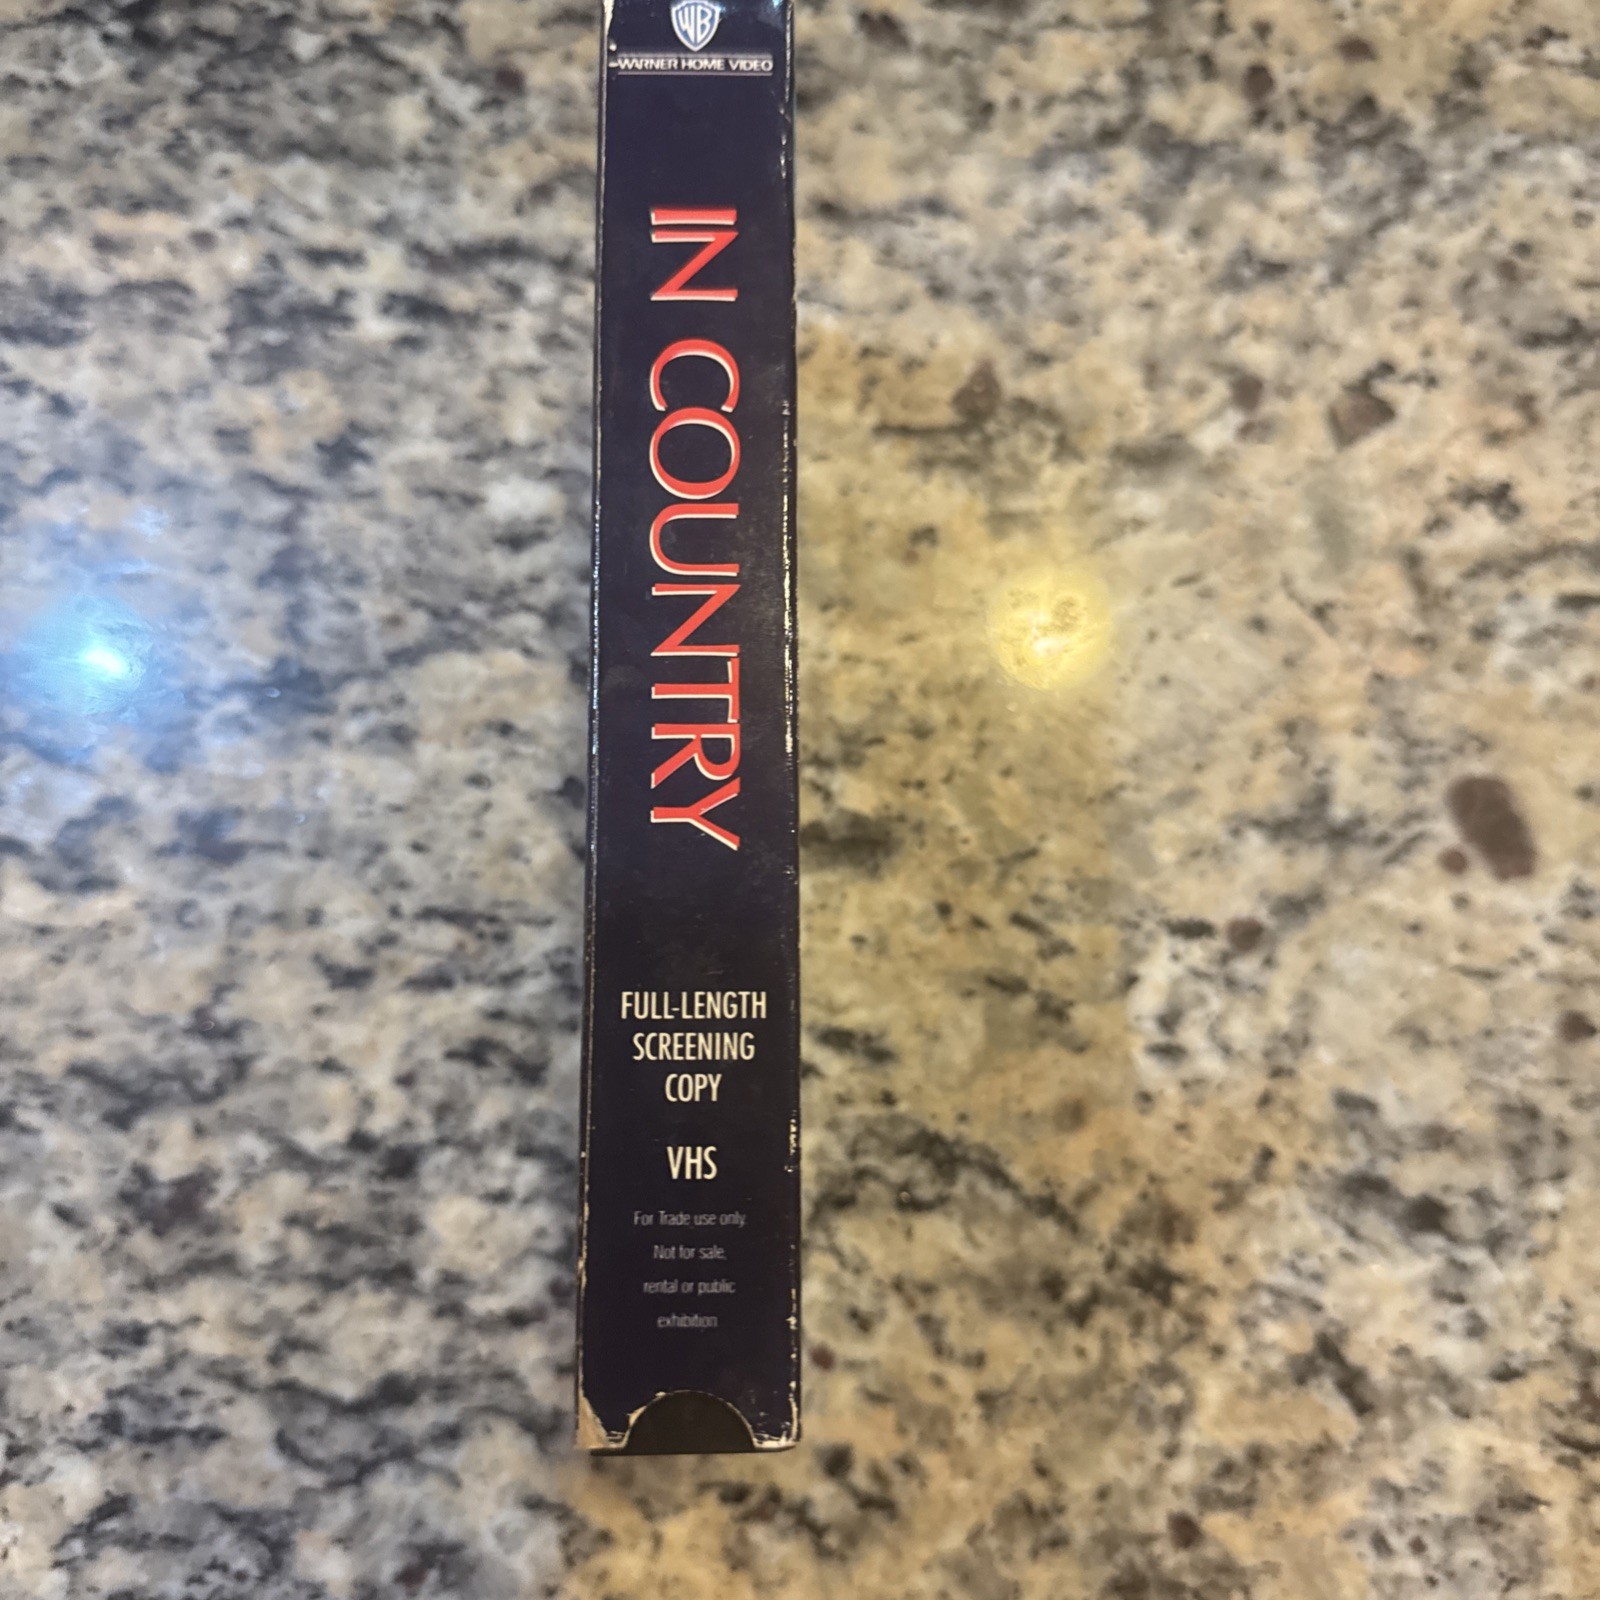 WB
WARNER HOME VIDEO
IN COUNTRY
FULL-LENGTH
SCREENING
COPY
VHS
For Trade use only.
Not for sale,
rental or public
exhibition